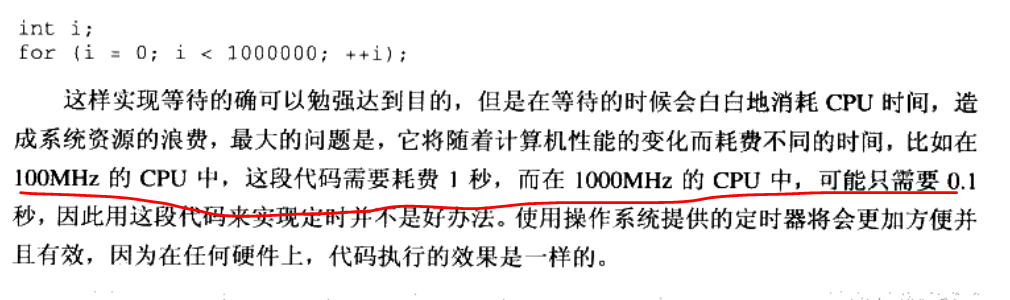 int i;
for (i = 0; i < 1000000; ++i);
这样实现等待的确可以勉强达到目的，但是在等待的时候会白白地消耗 CPU 时间，造
成系统资源的浪费，最大的问题是，它将随着计算机性能的变化而耗费不同的时间，比如在
100MHz 的 CPU 中，这段代码需要耗费 1 秒，而在 1000MHz 的 CPU 中，可能只需要 0.1
秒，因此用这段代码来实现定时并不是好办法。使用操作系统提供的定时器将会更加方便并
且有效，因为在任何硬件上，代码执行的效果是一样的。